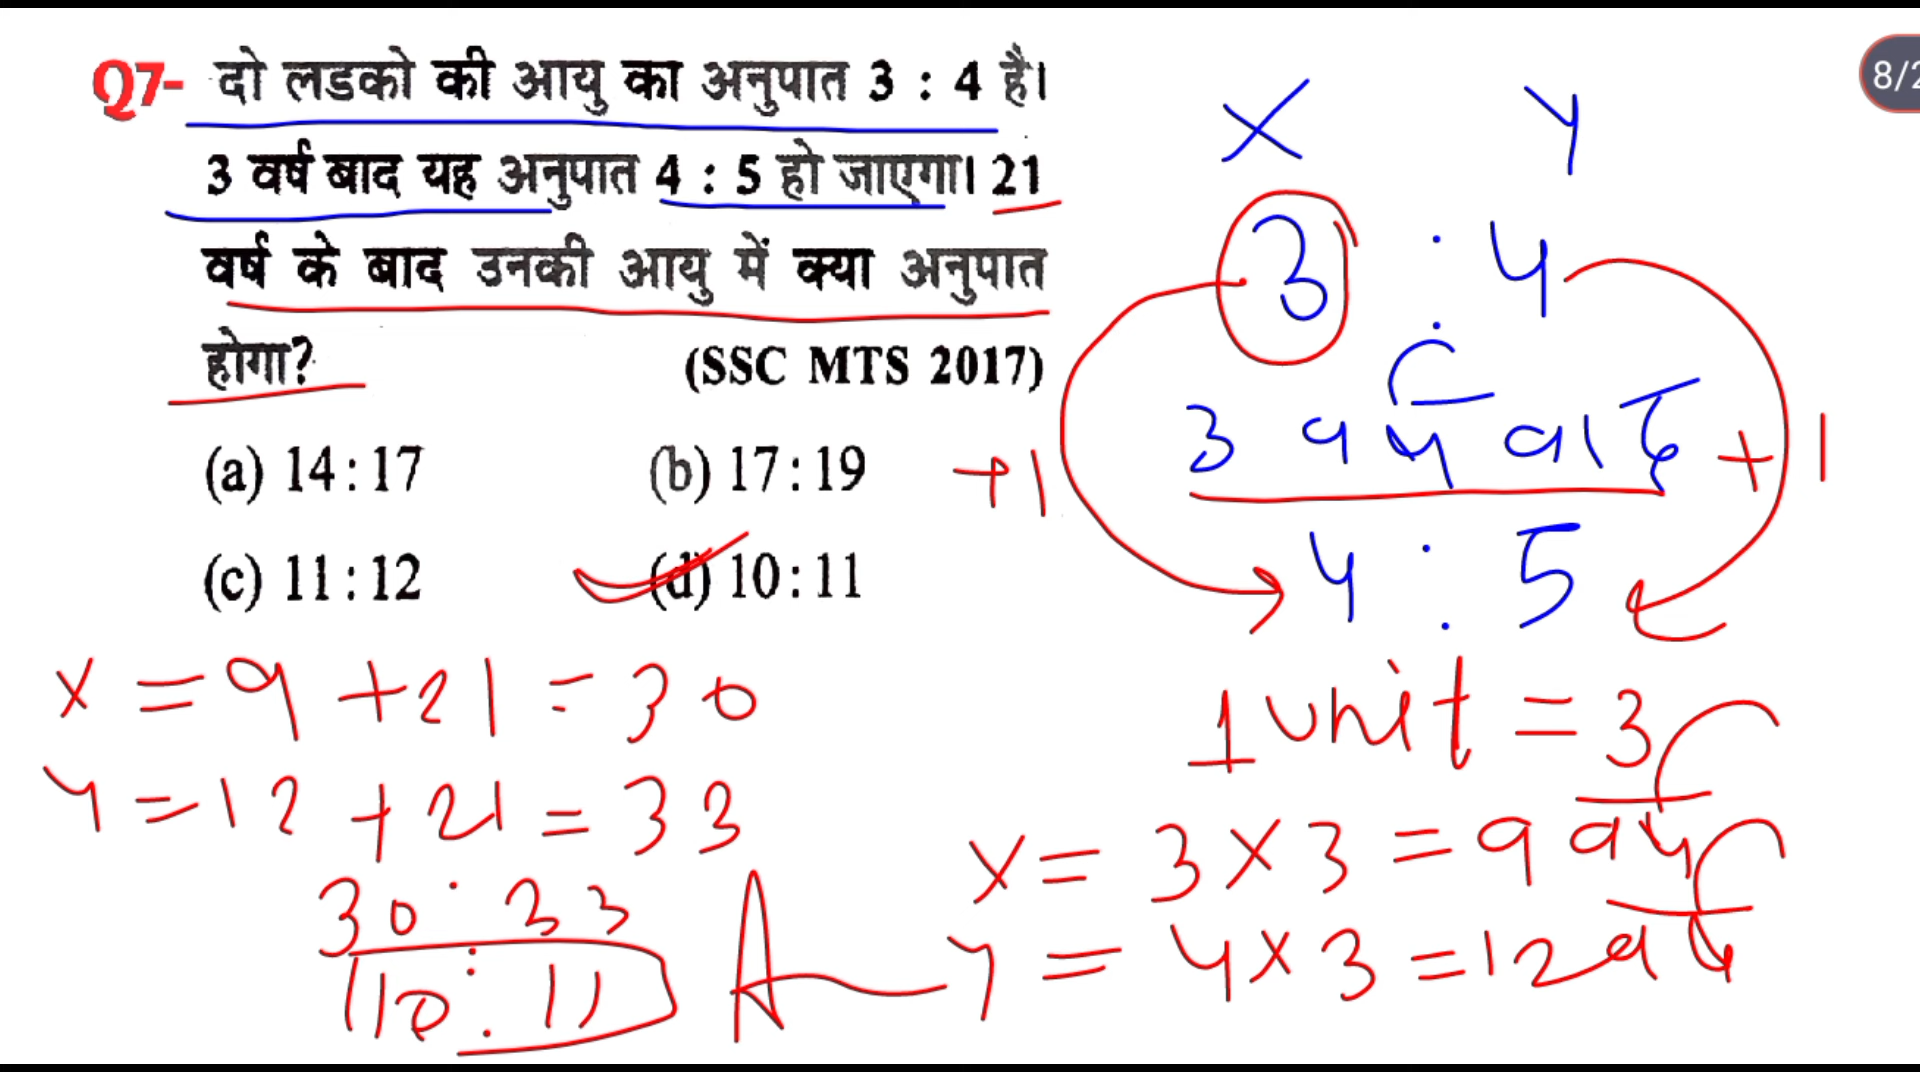 Q7- दो लडको की आयु का अनुपात 3 : 4 है।
3 वर्ष बाद यह अनुपात 4 : 5 हो जाएगा। 21
वर्ष के बाद उनकी आयु में क्या अनुपात
होगा? (SSC MTS 2017)
(a) 14 : 17 (b) 17 : 19
(c) 11 : 12 (d) 10 : 11
8/2
X Y
3 : 4
3 वर्ष बाद
+1 +1
4 : 5
1 unit = 3
x = 3 × 3 = 9 वर्ष
y = 4 × 3 = 12 वर्ष
x = 9 + 21 = 30
y = 12 + 21 = 33
30 : 33
10 : 11 A